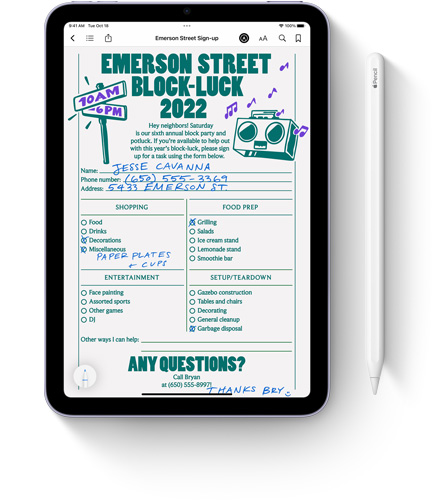 9:41 AM Tue Oct 18
100%
Emerson Street Sign-up
AA
EMERSON STREET
BLOCK-LUCK
2022
10AM
-6PM
Hey neighbors! Saturday
is our sixth annual block party and
potluck. If you're available to help out
with this year's block-luck, please sign
up for a task using the form below.
Name: JESSE CAVANNA
Phone number: (650) 555-3369
Address: 5433 EMERSON ST.
SHOPPING
Food
Drinks
Decorations
Miscellaneous
PAPER PLATES
+ CUPS
FOOD PREP
Grilling
Salads
Ice cream stand
Lemonade stand
Smoothie bar
ENTERTAINMENT
Face painting
Assorted sports
Other games
DJ
SETUP/TEARDOWN
Gazebo construction
Tables and chairs
Decorating
General cleanup
Garbage disposal
Other ways I can help:
ANY QUESTIONS?
Call Bryan
at (650) 555-8997!
THANKS BRY
Pencil